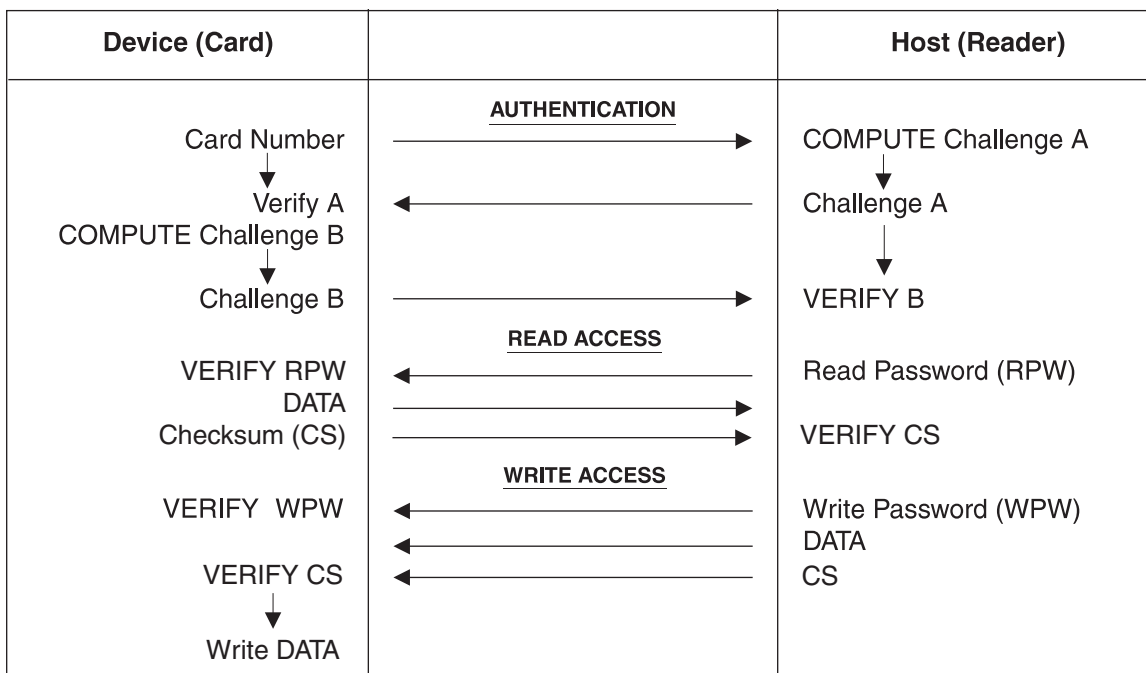 Device (Card) Host (Reader)
AUTHENTICATION
Card Number COMPUTE Challenge A
Verify A Challenge A
COMPUTE Challenge B
Challenge B VERIFY B
READ ACCESS
VERIFY RPW Read Password (RPW)
DATA
Checksum (CS) VERIFY CS
WRITE ACCESS
VERIFY WPW Write Password (WPW)
DATA
VERIFY CS CS
Write DATA